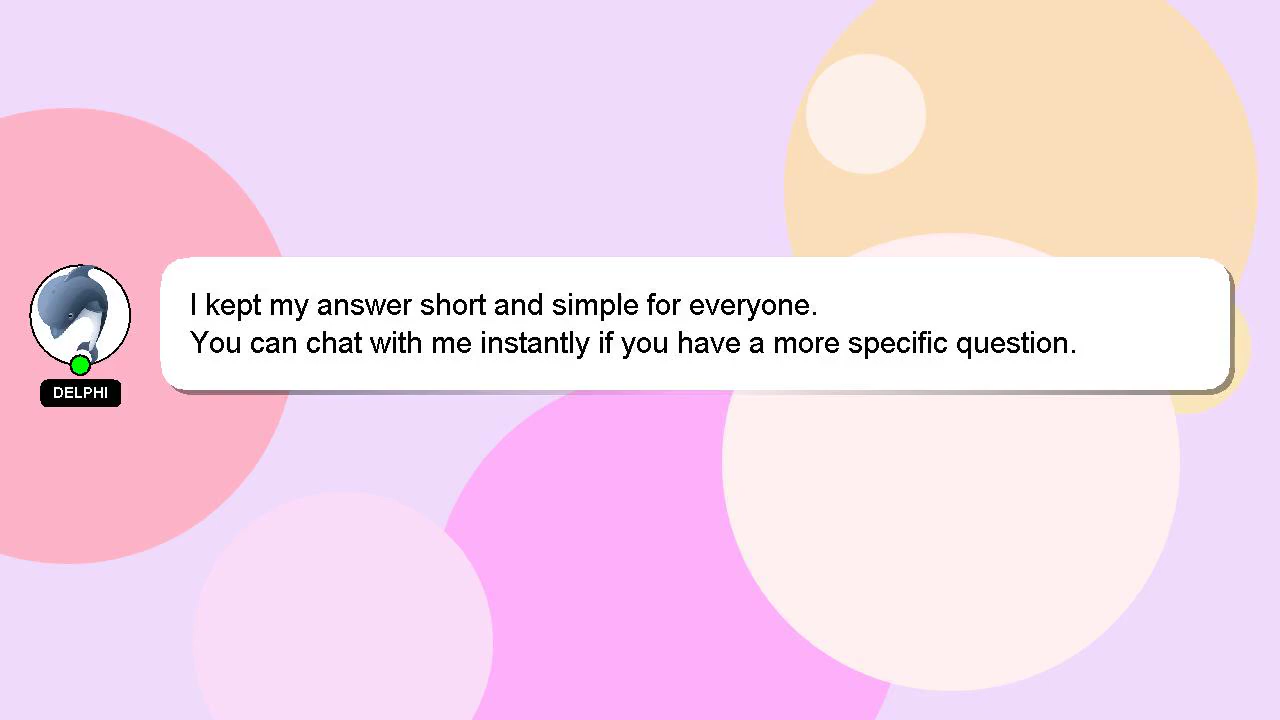 I kept my answer short and simple for everyone.
You can chat with me instantly if you have a more specific question.
DELPHI